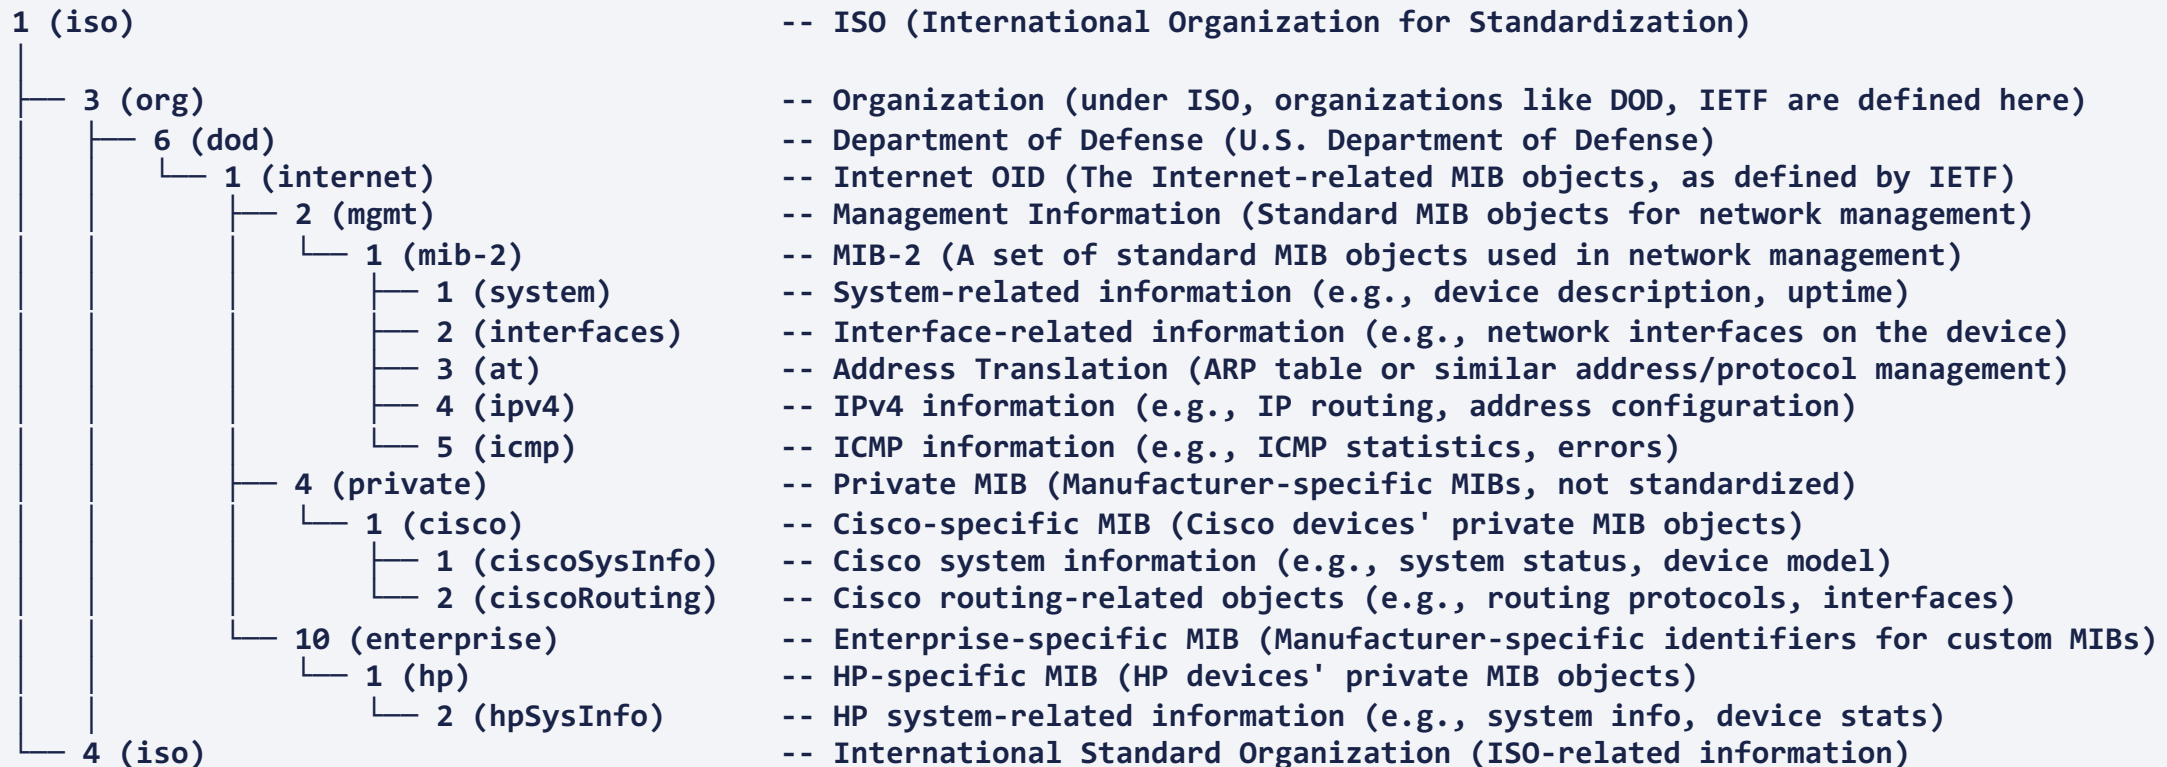 1 (iso) -- ISO (International Organization for Standardization)
│
├── 3 (org) -- Organization (under ISO, organizations like DOD, IETF are defined here)
│   ├── 6 (dod) -- Department of Defense (U.S. Department of Defense)
│   │   └── 1 (internet) -- Internet OID (The Internet-related MIB objects, as defined by IETF)
│   │       ├── 2 (mgmt) -- Management Information (Standard MIB objects for network management)
│   │       │   └── 1 (mib-2) -- MIB-2 (A set of standard MIB objects used in network management)
│   │       │       ├── 1 (system) -- System-related information (e.g., device description, uptime)
│   │       │       ├── 2 (interfaces) -- Interface-related information (e.g., network interfaces on the device)
│   │       │       ├── 3 (at) -- Address Translation (ARP table or similar address/protocol management)
│   │       │       ├── 4 (ipv4) -- IPv4 information (e.g., IP routing, address configuration)
│   │       │       └── 5 (icmp) -- ICMP information (e.g., ICMP statistics, errors)
│   │       ├── 4 (private) -- Private MIB (Manufacturer-specific MIBs, not standardized)
│   │       │   └── 1 (cisco) -- Cisco-specific MIB (Cisco devices' private MIB objects)
│   │       │       ├── 1 (ciscoSysInfo) -- Cisco system information (e.g., system status, device model)
│   │       │       └── 2 (ciscoRouting) -- Cisco routing-related objects (e.g., routing protocols, interfaces)
│   │       └── 10 (enterprise) -- Enterprise-specific MIB (Manufacturer-specific identifiers for custom MIBs)
│   │           └── 1 (hp) -- HP-specific MIB (HP devices' private MIB objects)
│   │               └── 2 (hpSysInfo) -- HP system-related information (e.g., system info, device stats)
└── 4 (iso) -- International Standard Organization (ISO-related information)